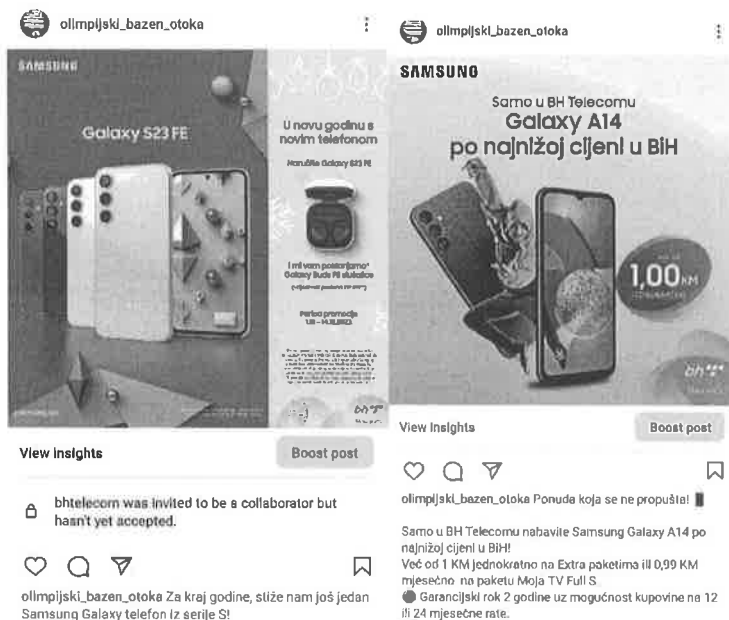 olimpijski_bazen_otoka
SAMSUNG
Galaxy S23 FE
U novu godinu s
novim telefonom
Naručite Galaxy S23 FE
i mi vam poklanjamo*
Galaxy Buds FE slušalice
Period promocije
View insights
Boost post
bhtelecom was invited to be a collaborator but
hasn't yet accepted.
olimpijski_bazen_otoka Za kraj godine, stiže nam još jedan
Samsung Galaxy telefon iz serije S!
olimpijski_bazen_otoka
SAMSUNG
Samo u BH Telecomu
Galaxy A14
po najnižoj cijeni u BiH
1,00 KM
View insights
Boost post
olimpijski_bazen_otoka Ponuda koja se ne propušta!
Samo u BH Telecomu nabavite Samsung Galaxy A14 po
najnižoj cijeni u BiH!
Već od 1 KM jednokratno na Extra paketima ili 0,99 KM
mjesečno na paketu Moja TV Full S
Garancijski rok 2 godine uz mogućnost kupovine na 12
ili 24 mjesečne rate.